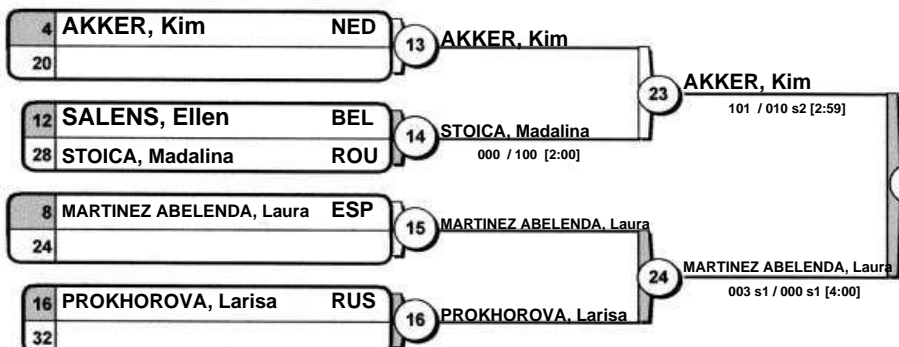 4 AKKER, Kim NED
20
13 AKKER, Kim
12 SALENS, Ellen BEL
28 STOICA, Madalina ROU
14 STOICA, Madalina
000 / 100 [2:00]
23 AKKER, Kim
101 / 010 s2 [2:59]
8 MARTINEZ ABELENDA, Laura ESP
24
15 MARTINEZ ABELENDA, Laura
16 PROKHOROVA, Larisa RUS
32
16 PROKHOROVA, Larisa
24 MARTINEZ ABELENDA, Laura
003 s1 / 000 s1 [4:00]